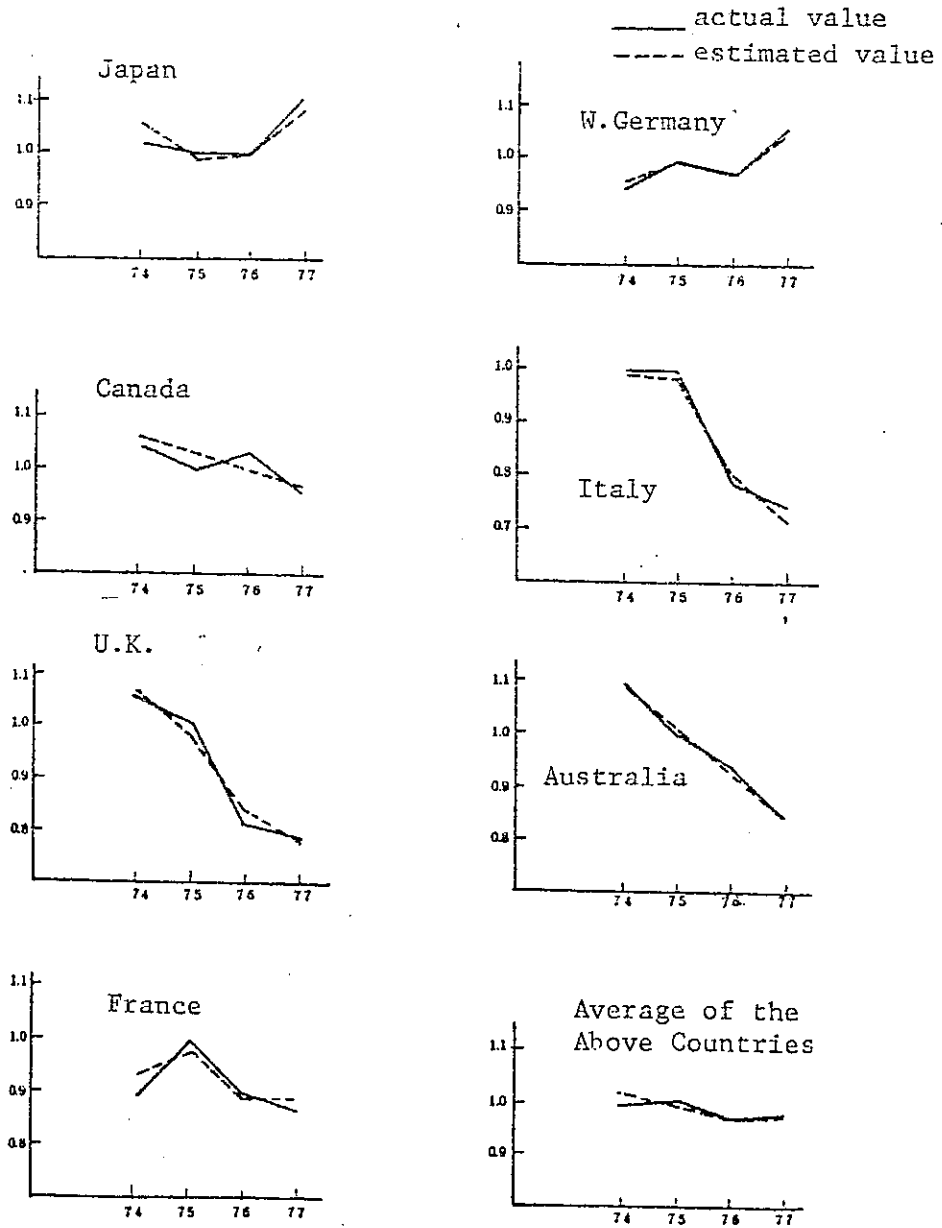 actual value
estimated value
Japan
1.1
1.0
0.9
74 75 76 77
W.Germany
1.1
1.0
0.9
74 75 76 77
Canada
1.1
1.0
0.9
74 75 76 77
Italy
1.0
0.9
0.8
0.7
74 75 76 77
U.K.
1.1
1.0
0.9
0.8
74 75 76 77
Australia
1.1
1.0
0.9
0.8
74 75 76 77
France
1.1
1.0
0.9
0.8
74 75 76 77
Average of the
Above Countries
1.1
1.0
0.9
74 75 76 77